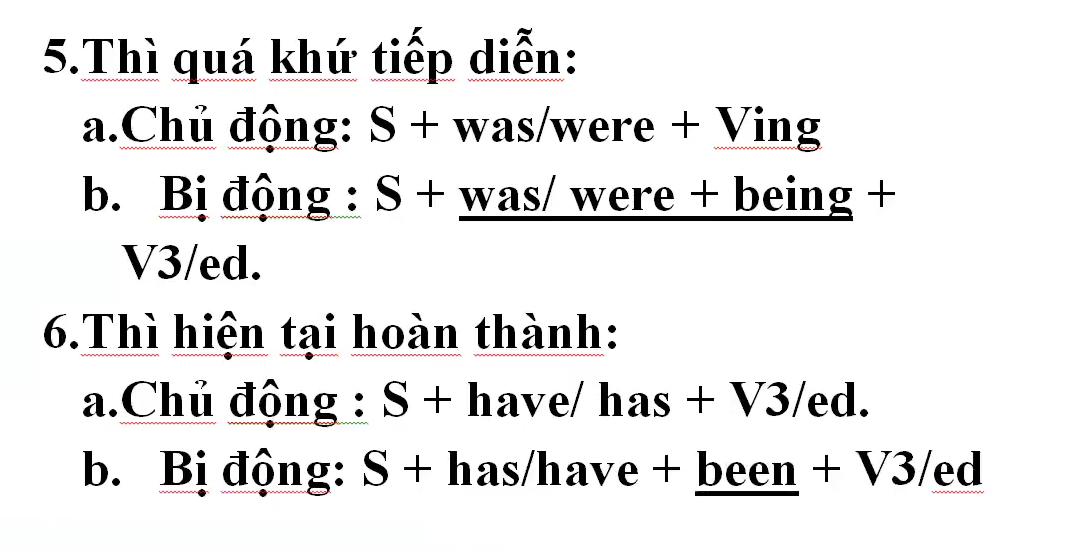 5.Thì quá khứ tiếp diễn:
a.Chủ động: S + was/were + Ving
b. Bị động : S + was/ were + being +
V3/ed.
6.Thì hiện tại hoàn thành:
a.Chủ động : S + have/ has + V3/ed.
b. Bị động: S + has/have + been + V3/ed